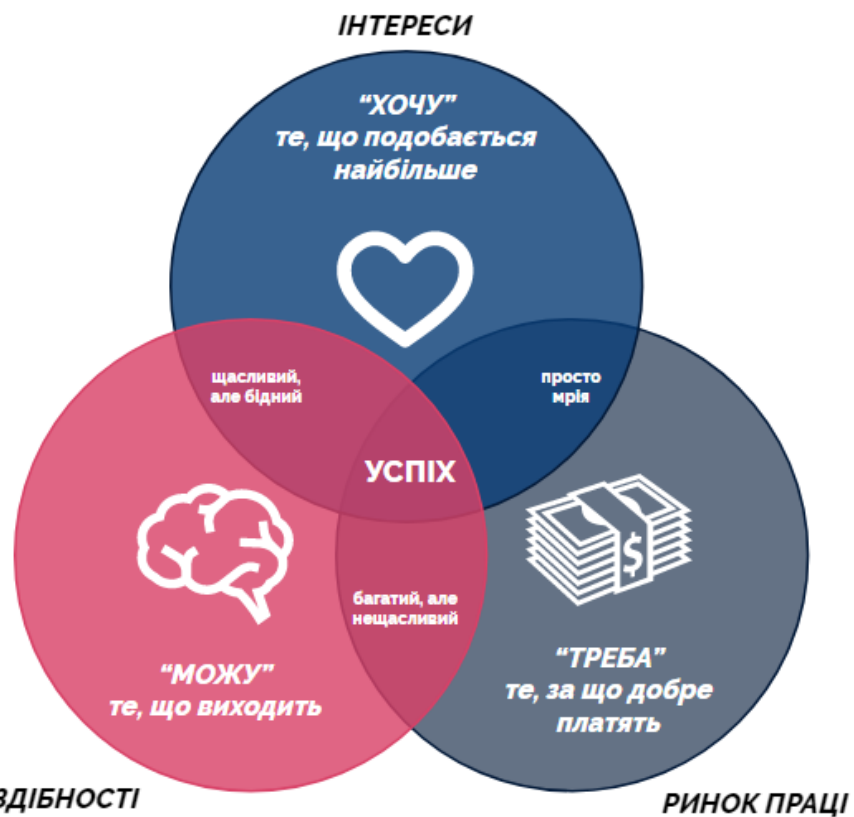 ІНТЕРЕСИ
“ХОЧУ”
те, що подобається
найбільше
щасливий,
але бідний
просто
мрія
УСПІХ
$
багатий, але
нещасливий
“МОЖУ”
те, що виходить
“ТРЕБА”
те, за що добре
платять
ЗДІБНОСТІ
РИНОК ПРАЦІ